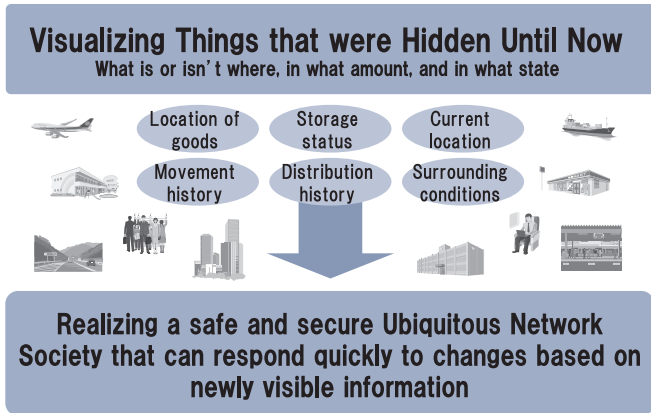 Visualizing Things that were Hidden Until Now
What is or isn't where, in what amount, and in what state
Location of
goods
Storage
status
Current
location
Movement
history
Distribution
history
Surrounding
conditions
Realizing a safe and secure Ubiquitous Network
Society that can respond quickly to changes based on
newly visible information